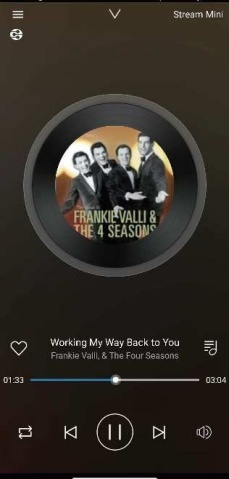 Stream Mini
FRANKIE VALLI &
THE 4 SEASONS
Working My Way Back to You
Frankie Valli, & The Four Seasons
01:33
03:04